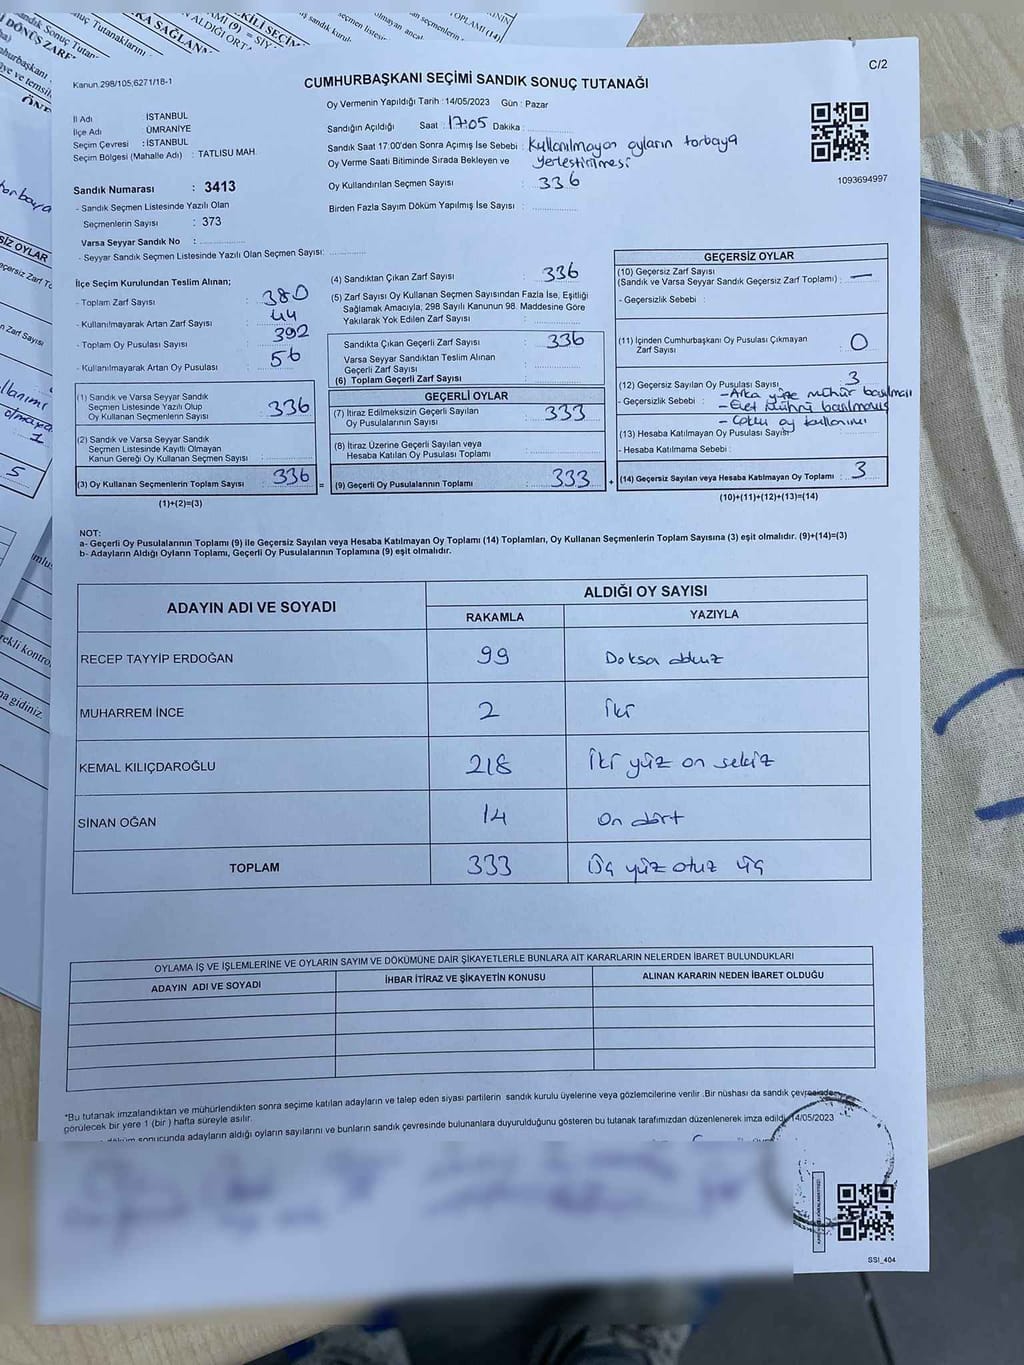 C/2
Kanun.298/105,6271/18-1
CUMHURBAŞKANI SEÇİMİ SANDIK SONUÇ TUTANAĞI
Oy Vermenin Yapıldığı Tarih : 14/05/2023 Gün : Pazar
İl Adı İSTANBUL
İlçe Adı ÜMRANİYE
Seçim Çevresi : İSTANBUL
Seçim Bölgesi (Mahalle Adı) : TATLISU MAH.
Sandığın Açıldığı Saat : 17:05 Dakika :
Sandık Saat 17:00'den Sonra Açımış İse Sebebi : Kullanılmayan oyların torbaya
Oy Verme Saati Bitiminde Sırada Bekleyen ve yerleştirilmesi
Oy Kullandırılan Seçmen Sayısı : 336
Birden Fazla Sayım Döküm Yapılmış İse Sayısı :
1093694997
Sandık Numarası : 3413
- Sandık Seçmen Listesinde Yazılı Olan
Seçmenlerin Sayısı : 373
Varsa Seyyar Sandık No :
- Seyyar Sandık Seçmen Listesinde Yazılı Olan Seçmen Sayısı:
İlçe Seçim Kurulundan Teslim Alınan;
- Toplam Zarf Sayısı : 380
- Kullanılmayarak Artan Zarf Sayısı : 44
- Toplam Oy Pusulası Sayısı : 392
- Kullanılmayarak Artan Oy Pusulası : 56
(1) Sandık ve Varsa Seyyar Sandık
Seçmen Listesinde Yazılı Olup
Oy Kullanan Seçmenlerin Sayısı : 336
(2) Sandık ve Varsa Seyyar Sandık
Seçmen Listesinde Kayıtlı Olmayan
Kanun Gereği Oy Kullanan Seçmen Sayısı :
(3) Oy Kullanan Seçmenlerin Toplam Sayısı : 336 =
(1)+(2)=(3)
(4) Sandıktan Çıkan Zarf Sayısı : 336
(5) Zarf Sayısı Oy Kullanan Seçmen Sayısından Fazla İse, Eşitliği
Sağlamak Amacıyla, 298 Sayılı Kanunun 98. Maddesine Göre
Yakılarak Yok Edilen Zarf Sayısı :
Sandıkta Çıkan Geçerli Zarf Sayısı : 336
Varsa Seyyar Sandıktan Teslim Alınan
Geçerli Zarf Sayısı :
(6) Toplam Geçerli Zarf Sayısı :
GEÇERLİ OYLAR
(7) İtiraz Edilmeksizin Geçerli Sayılan
Oy Pusulalarının Sayısı : 333
(8) İtiraz Üzerine Geçerli Sayılan veya
Hesaba Katılan Oy Pusulası Toplamı :
(9) Geçerli Oy Pusulalarının Toplamı : 333 +
GEÇERSİZ OYLAR
(10) Geçersiz Zarf Sayısı
(Sandık ve Varsa Seyyar Sandık Geçersiz Zarf Toplamı) : —
- Geçersizlik Sebebi :
(11) İçinden Cumhurbaşkanı Oy Pusulası Çıkmayan
Zarf Sayısı : 0
(12) Geçersiz Sayılan Oy Pusulası Sayısı : 3
- Geçersizlik Sebebi : - Arka yüze mühür basılması
- Evet mührü basılmamış
- Çoklu oy kullanımı
(13) Hesaba Katılmayan Oy Pusulası Sayısı :
- Hesaba Katılmama Sebebi :
(14) Geçersiz Sayılan veya Hesaba Katılmayan Oy Toplamı : 3
(10)+(11)+(12)+(13)=(14)
NOT:
a- Geçerli Oy Pusulalarının Toplamı (9) ile Geçersiz Sayılan veya Hesaba Katılmayan Oy Toplamı (14) Toplamları, Oy Kullanan Seçmenlerin Toplam Sayısına (3) eşit olmalıdır. (9)+(14)=(3)
b- Adayların Aldığı Oyların Toplamı, Geçerli Oy Pusulalarının Toplamına (9) eşit olmalıdır.
ADAYIN ADI VE SOYADI
ALDIĞI OY SAYISI
RAKAMLA YAZIYLA
RECEP TAYYİP ERDOĞAN 99 Doksa dokuz
MUHARREM İNCE 2 İki
KEMAL KILIÇDAROĞLU 218 İki yüz on sekiz
SİNAN OĞAN 14 On dört
TOPLAM 333 Üç yüz otuz üç
OYLAMA İŞ VE İŞLEMLERİNE VE OYLARIN SAYIM VE DÖKÜMÜNE DAİR ŞİKAYETLERLE BUNLARA AİT KARARLARIN NELERDEN İBARET BULUNDUKLARI
ADAYIN ADI VE SOYADI İHBAR İTİRAZ VE ŞİKAYETİN KONUSU ALINAN KARARIN NEDEN İBARET OLDUĞU
*Bu tutanak imzalandıktan ve mühürlendikten sonra seçime katılan adayların ve talep eden siyasi partilerin sandık kurulu üyelerine veya gözlemcilerine verilir .Bir nüshası da sandık çevresinde
görülecek bir yere 1 (bir ) hafta süreyle asılır.
döküm sonucunda adayların aldığı oyların sayılarını ve bunların sandık çevresinde bulunanlara duyurulduğunu gösteren bu tutanak tarafımızdan düzenlenerek imza edildi. 14/05/2023
SSI_404